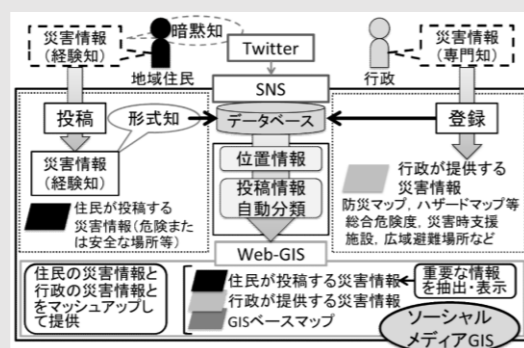 災害情報
(経験知)
暗黙知
地域住民
Twitter
行政
災害情報
(専門知)
SNS
投稿
形式知
データベース
登録
災害情報
(経験知)
住民が投稿する
災害情報(危険また
は安全な場所等)
位置情報
投稿情報
自動分類
行政が提供する
災害情報
防災マップ,ハザードマップ等
総合危険度,災害時支援
施設,広域避難場所など
Web-GIS
住民の災害情報と
行政の災害情報と
をマッシュアップし
て提供
住民が投稿する災害情報
行政が提供する災害情報
GISベースマップ
重要な情報
を抽出・表示
ソーシャル
メディアGIS